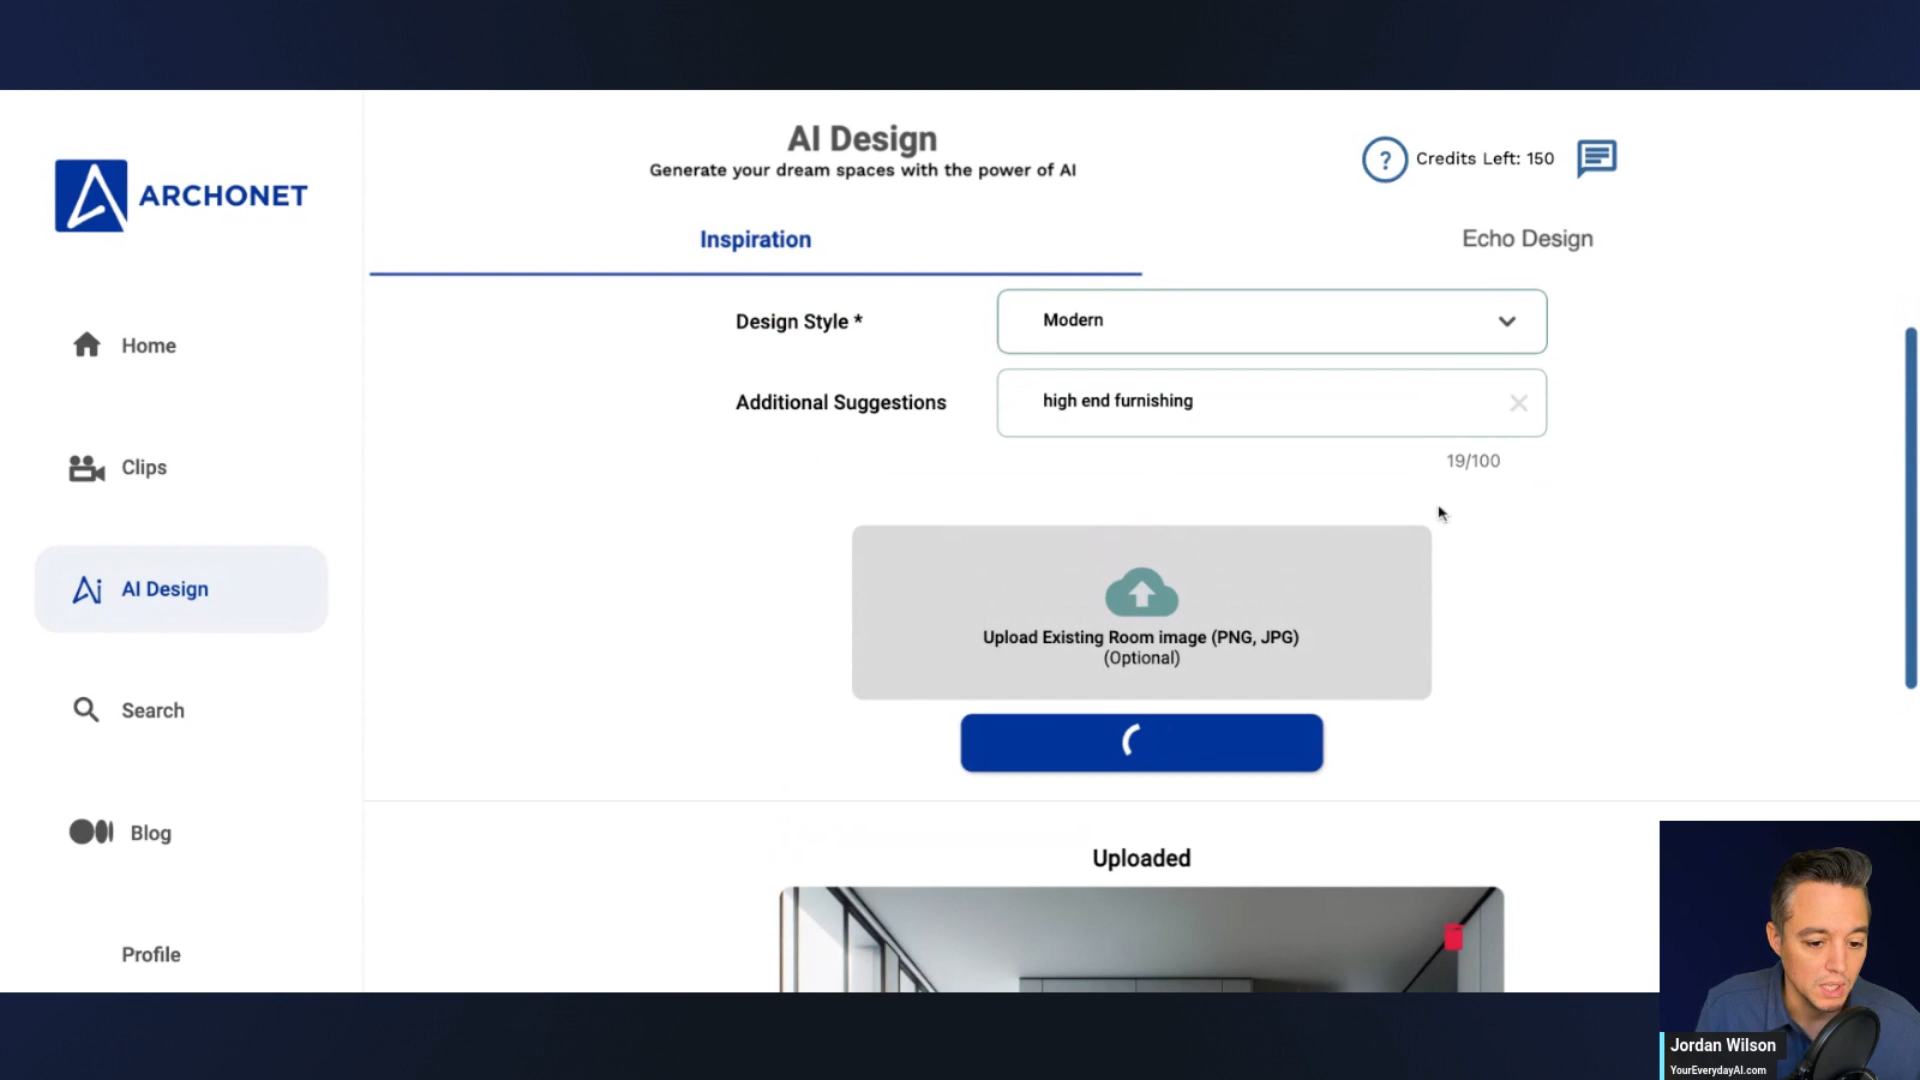 AI Design
Generate your dream spaces with the power of AI
? Credits Left: 150
ARCHONET
Inspiration
Echo Design
Design Style *
Modern
Additional Suggestions
high end furnishing
19/100
Home
Clips
AI Design
Search
Blog
Profile
Upload Existing Room image (PNG, JPG)
(Optional)
Uploaded
Jordan Wilson
YourEverydayAI.com